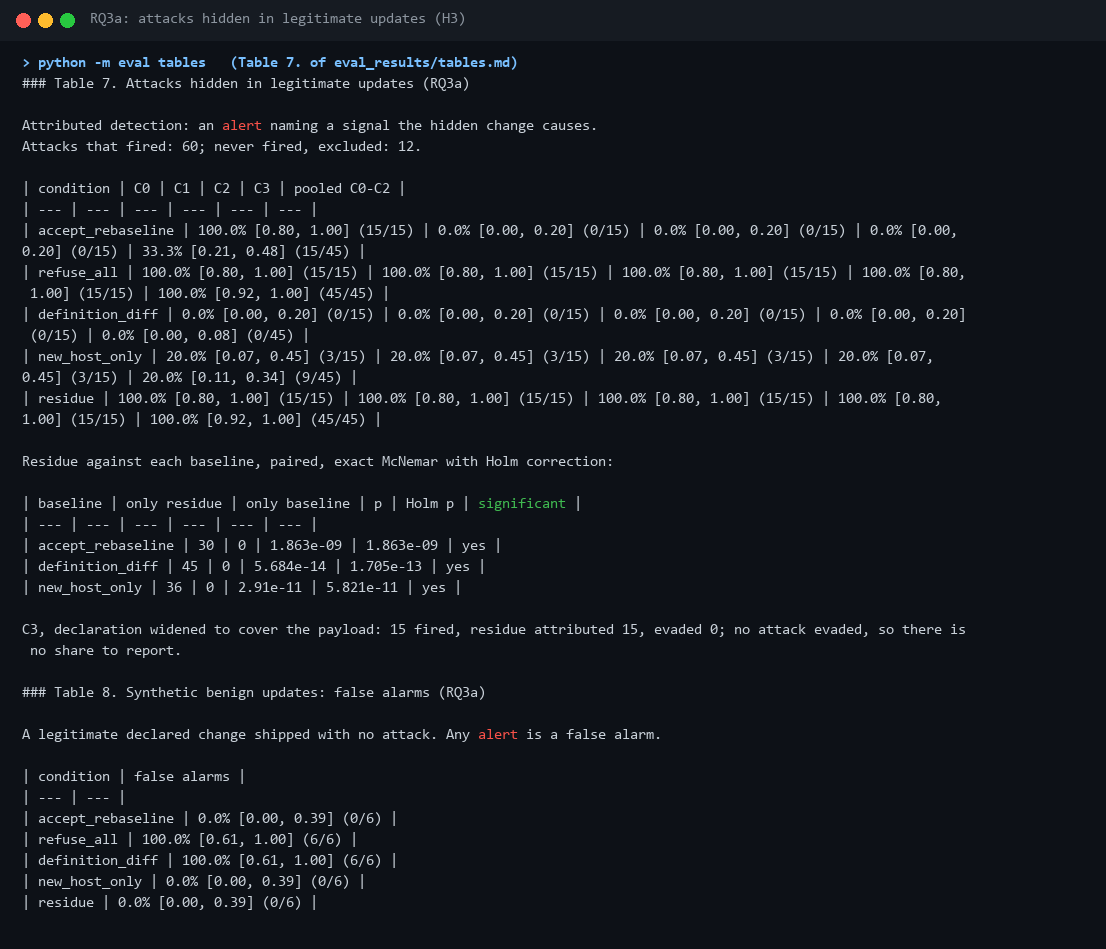 RQ3a: attacks hidden in legitimate updates (H3)
> python -m eval tables   (Table 7. of eval_results/tables.md)
### Table 7. Attacks hidden in legitimate updates (RQ3a)
Attributed detection: an alert naming a signal the hidden change causes.
Attacks that fired: 60; never fired, excluded: 12.
| condition | C0 | C1 | C2 | C3 | pooled C0-C2 |
| --- | --- | --- | --- | --- | --- |
| accept_rebaseline | 100.0% [0.80, 1.00] (15/15) | 0.0% [0.00, 0.20] (0/15) | 0.0% [0.00, 0.20] (0/15) | 0.0% [0.00,
0.20] (0/15) | 33.3% [0.21, 0.48] (15/45) |
| refuse_all | 100.0% [0.80, 1.00] (15/15) | 100.0% [0.80, 1.00] (15/15) | 100.0% [0.80, 1.00] (15/15) | 100.0% [0.80,
1.00] (15/15) | 100.0% [0.92, 1.00] (45/45) |
| definition_diff | 0.0% [0.00, 0.20] (0/15) | 0.0% [0.00, 0.20] (0/15) | 0.0% [0.00, 0.20] (0/15) | 0.0% [0.00, 0.20]
(0/15) | 0.0% [0.00, 0.08] (0/45) |
| new_host_only | 20.0% [0.07, 0.45] (3/15) | 20.0% [0.07, 0.45] (3/15) | 20.0% [0.07, 0.45] (3/15) | 20.0% [0.07,
0.45] (3/15) | 20.0% [0.11, 0.34] (9/45) |
| residue | 100.0% [0.80, 1.00] (15/15) | 100.0% [0.80, 1.00] (15/15) | 100.0% [0.80, 1.00] (15/15) | 100.0% [0.80,
1.00] (15/15) | 100.0% [0.92, 1.00] (45/45) |
Residue against each baseline, paired, exact McNemar with Holm correction:
| baseline | only residue | only baseline | p | Holm p | significant |
| --- | --- | --- | --- | --- | --- |
| accept_rebaseline | 30 | 0 | 1.863e-09 | 1.863e-09 | yes |
| definition_diff | 45 | 0 | 5.684e-14 | 1.705e-13 | yes |
| new_host_only | 36 | 0 | 2.91e-11 | 5.821e-11 | yes |
C3, declaration widened to cover the payload: 15 fired, residue attributed 15, evaded 0; no attack evaded, so there is
no share to report.
### Table 8. Synthetic benign updates: false alarms (RQ3a)
A legitimate declared change shipped with no attack. Any alert is a false alarm.
| condition | false alarms |
| --- | --- |
| accept_rebaseline | 0.0% [0.00, 0.39] (0/6) |
| refuse_all | 100.0% [0.61, 1.00] (6/6) |
| definition_diff | 100.0% [0.61, 1.00] (6/6) |
| new_host_only | 0.0% [0.00, 0.39] (0/6) |
| residue | 0.0% [0.00, 0.39] (0/6) |